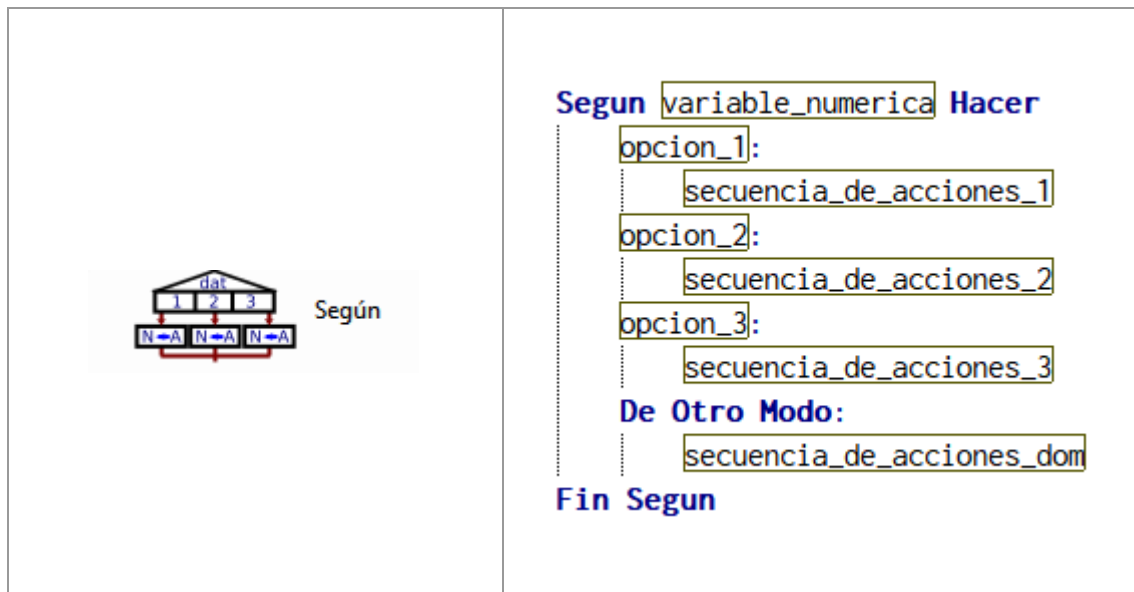 dat
1 2 3
N A N A N A
Según
Segun variable_numerica Hacer
opcion_1:
secuencia_de_acciones_1
opcion_2:
secuencia_de_acciones_2
opcion_3:
secuencia_de_acciones_3
De Otro Modo:
secuencia_de_acciones_dom
Fin Segun